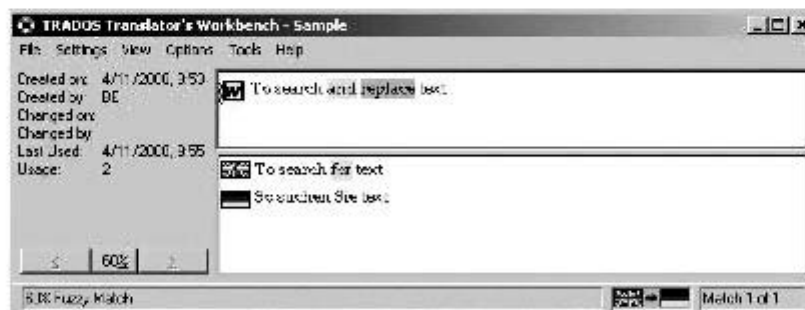 TRADOS Translator's Workbench - Sample
File Settings View Options Tools Help
Created on: 4/11/2000, 9:53
Created by: BE
Changed on:
Changed by:
Last Used: 4/11/2000, 9:55
Usage: 2
To search and replace text
To search for text
So suchen Sie text
< 60% >
60% Fuzzy Match
Match 1 of 1